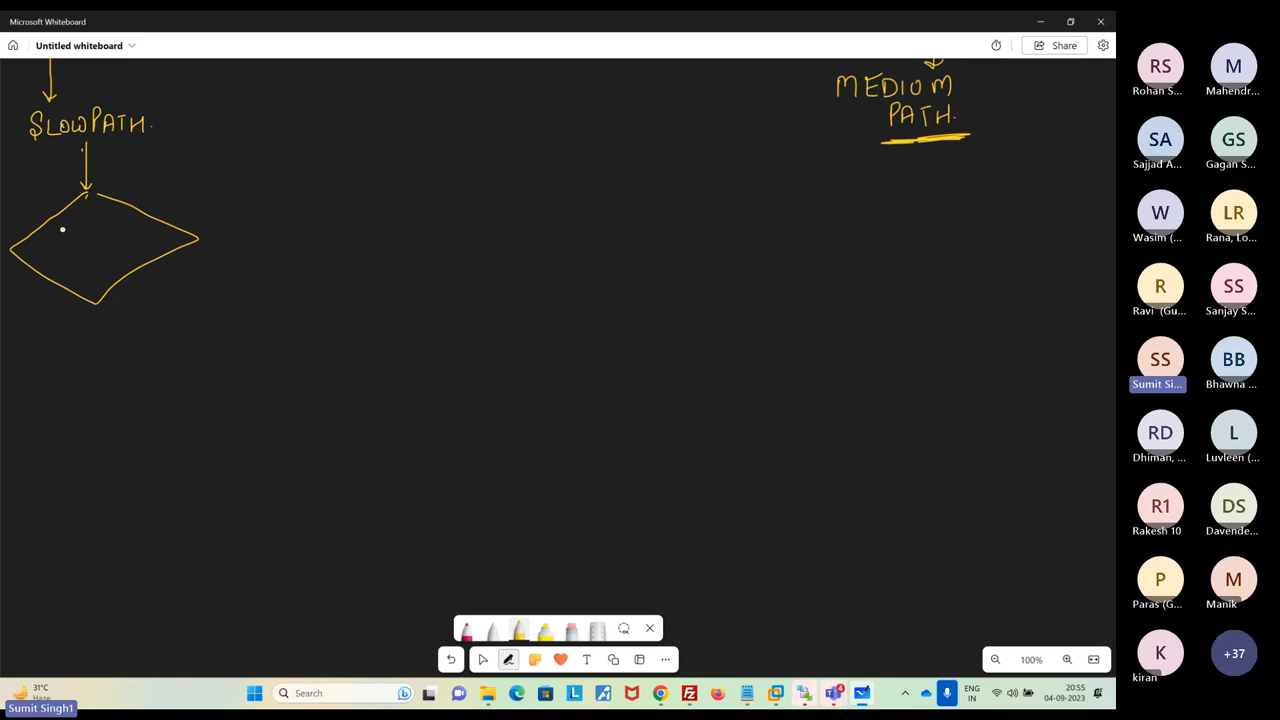 Microsoft Whiteboard
Untitled whiteboard
Share
SLOWPATH.
MEDIUM
PATH.
RS
Rohan S...
M
Mahendr...
SA
Sajjad A...
GS
Gagan S...
W
Wasim (...
LR
Rana, Lo...
R
Ravi (Gu...
SS
Sanjay S...
SS
Sumit Si...
BB
Bhawna ...
RD
Dhiman, ...
L
Luvleen (...
R1
Rakesh 10
DS
Davende...
P
Paras (G...
M
Manik
K
kiran
+37
100%
31°C
Haze
Search
ENG
IN
20:55
04-09-2023
Sumit Singh1